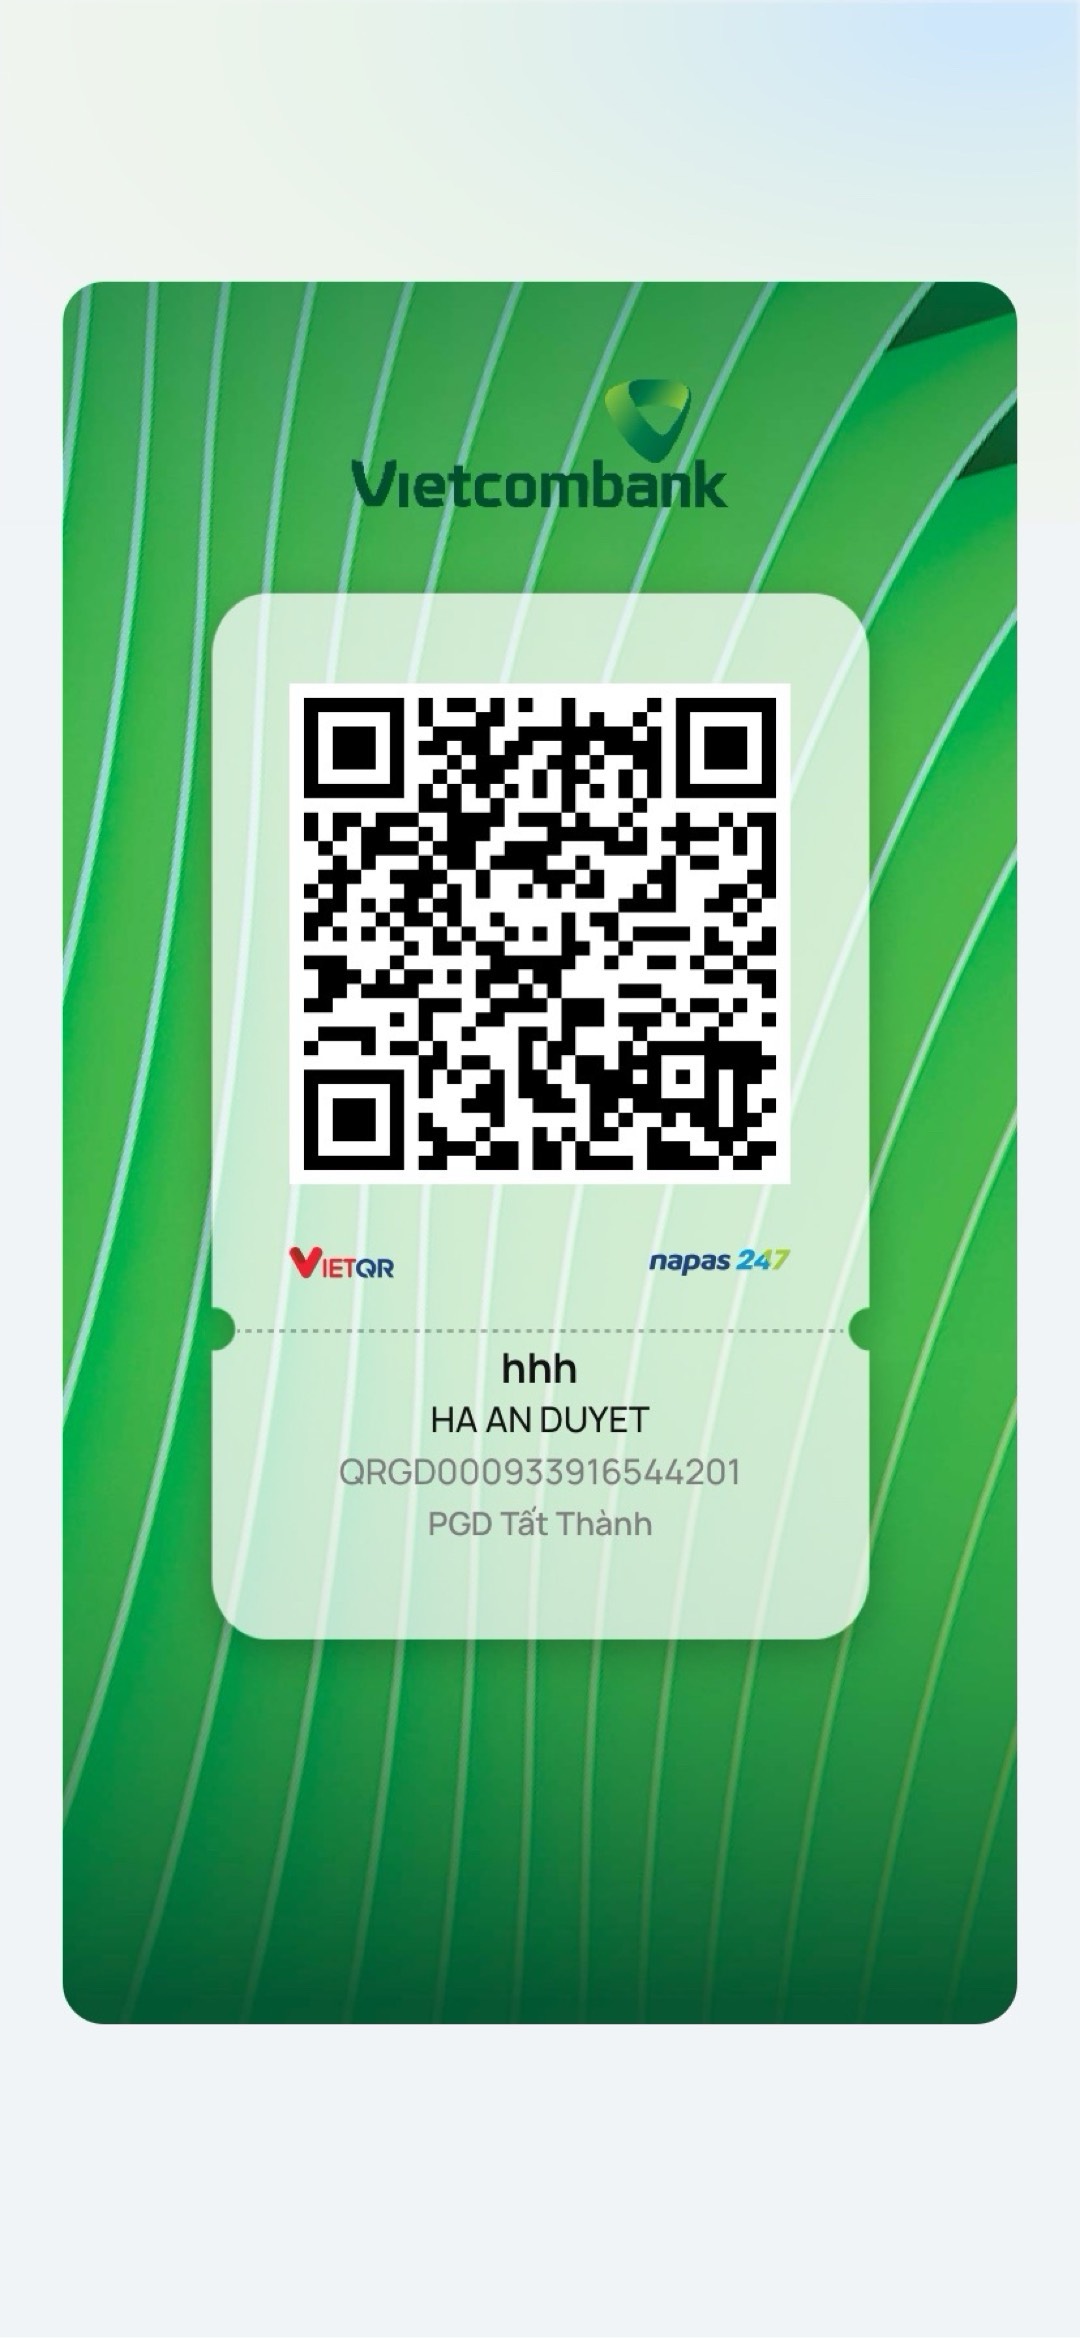 Vietcombank
VIETQR
napas 247
hhh
HA AN DUYET
QRGD000933916544201
PGD Tất Thành